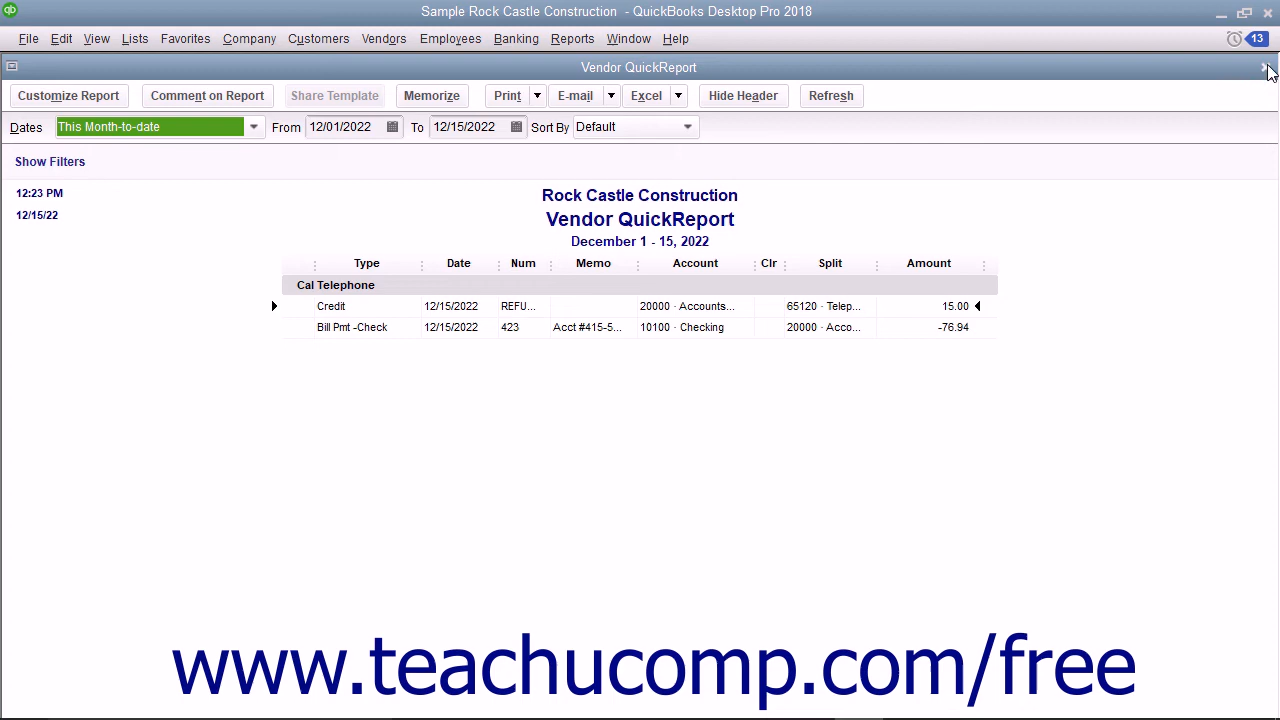 Sample Rock Castle Construction - QuickBooks Desktop Pro 2018
File Edit View Lists Favorites Company Customers Vendors Employees Banking Reports Window Help 13
Vendor QuickReport
Customize Report Comment on Report Share Template Memorize Print E-mail Excel Hide Header Refresh
Dates This Month-to-date From 12/01/2022 To 12/15/2022 Sort By Default
Show Filters
12:23 PM
12/15/22
Rock Castle Construction
Vendor QuickReport
December 1 - 15, 2022
Type Date Num Memo Account Clr Split Amount
Cal Telephone
Credit 12/15/2022 REFU... 20000 · Accounts... 65120 · Telep... 15.00
Bill Pmt -Check 12/15/2022 423 Acct #415-5... 10100 · Checking 20000 · Acco... -76.94
www.teachucomp.com/free